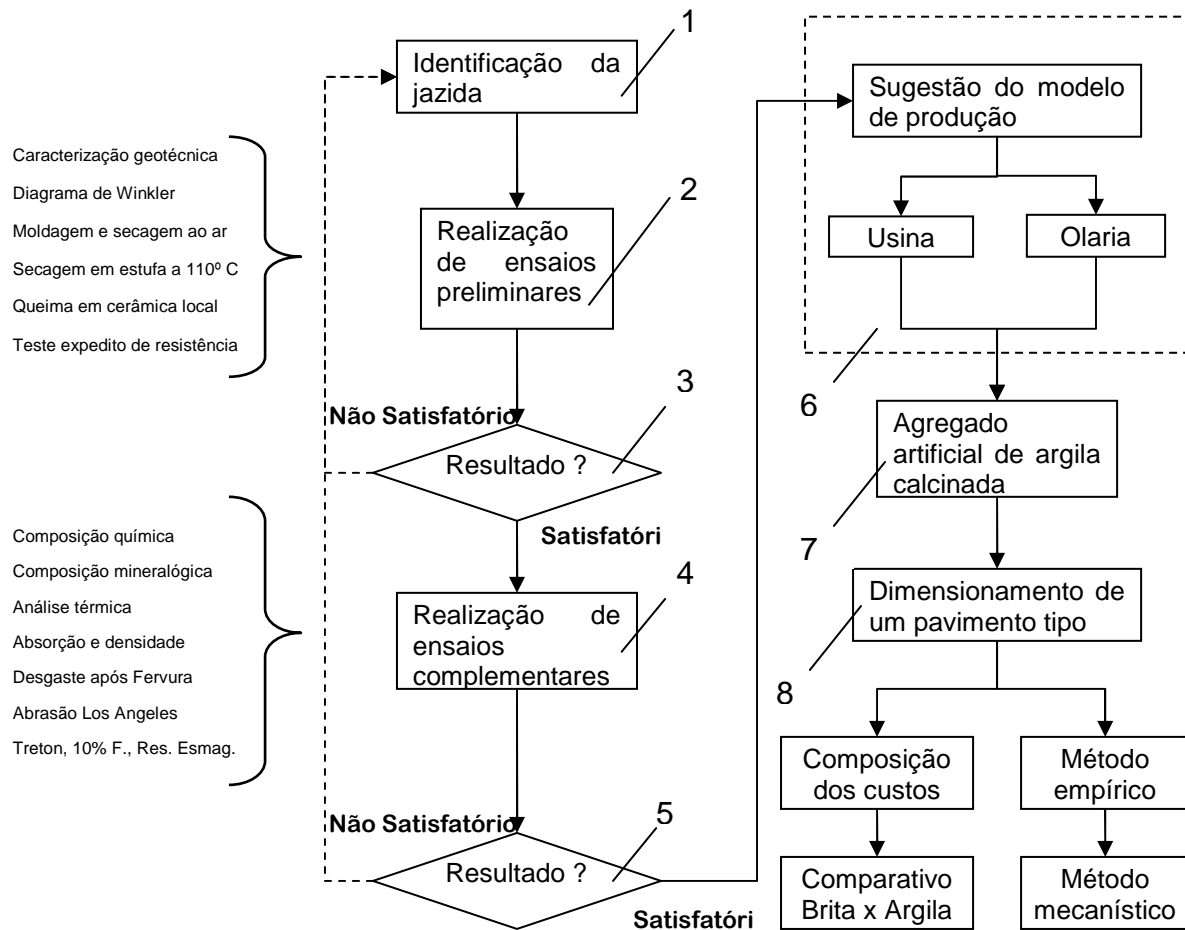 1
Identificação da
jazida
Caracterização geotécnica
Diagrama de Winkler
Moldagem e secagem ao ar
Secagem em estufa a 110º C
Queima em cerâmica local
Teste expedito de resistência
2
Realização
de ensaios
preliminares
Não Satisfatório
3
Resultado ?
Satisfatóri
Composição química
Composição mineralógica
Análise térmica
Absorção e densidade
Desgaste após Fervura
Abrasão Los Angeles
Treton, 10% F., Res. Esmag.
4
Realização de
ensaios
complementares
Não Satisfatório
5
Resultado ?
Satisfatóri
Sugestão do modelo
de produção
Usina
Olaria
6
Agregado
artificial de argila
calcinada
7
Dimensionamento de
um pavimento tipo
8
Composição
dos custos
Método
empírico
Comparativo
Brita x Argila
Método
mecanístico